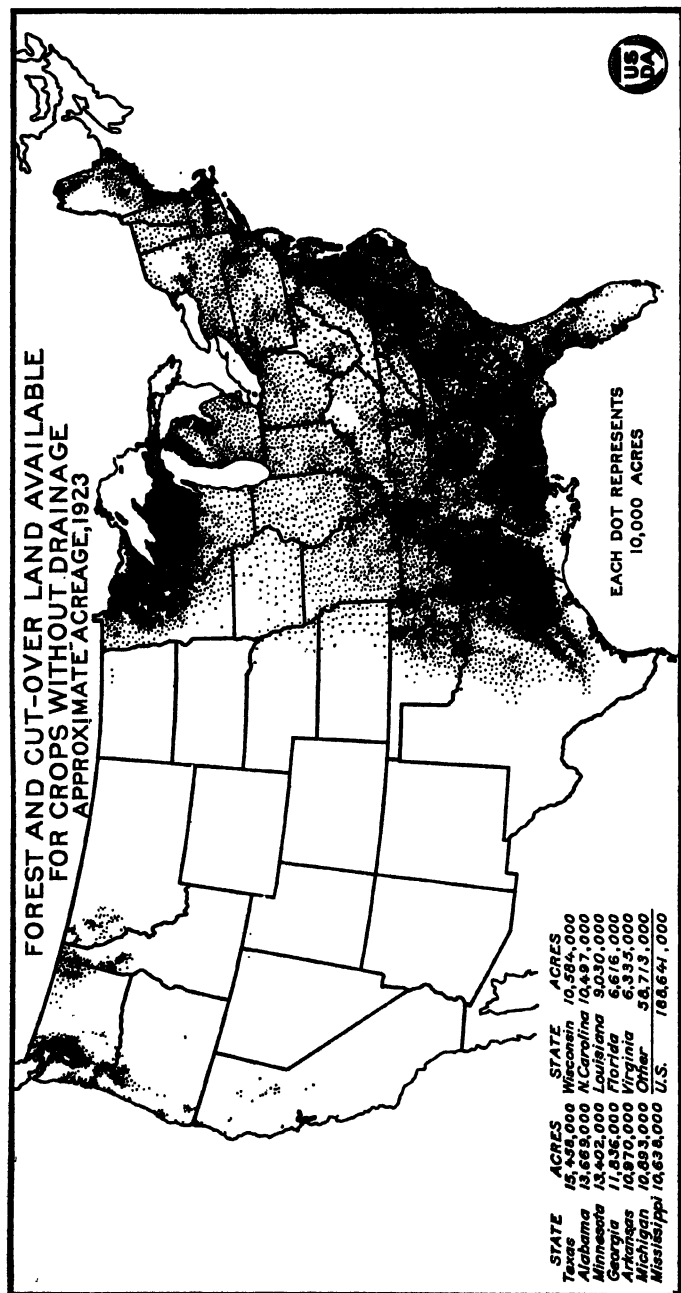 FOREST AND CUT-OVER LAND AVAILABLE
FOR CROPS WITHOUT DRAINAGE
APPROXIMATE ACREAGE, 1923
US
DA
EACH DOT REPRESENTS
10,000 ACRES
STATE ACRES STATE ACRES
Texas 15,458,000 Wisconsin 10,584,000
Alabama 13,669,000 N.Carolina 10,497,000
Minnesota 13,402,000 Louisiana 9,030,000
Georgia 11,836,000 Florida 6,616,000
Arkansas 10,970,000 Virginia 6,335,000
Michigan 10,893,000 Other 58,713,000
Mississippi 10,638,000 U.S. 188,641,000